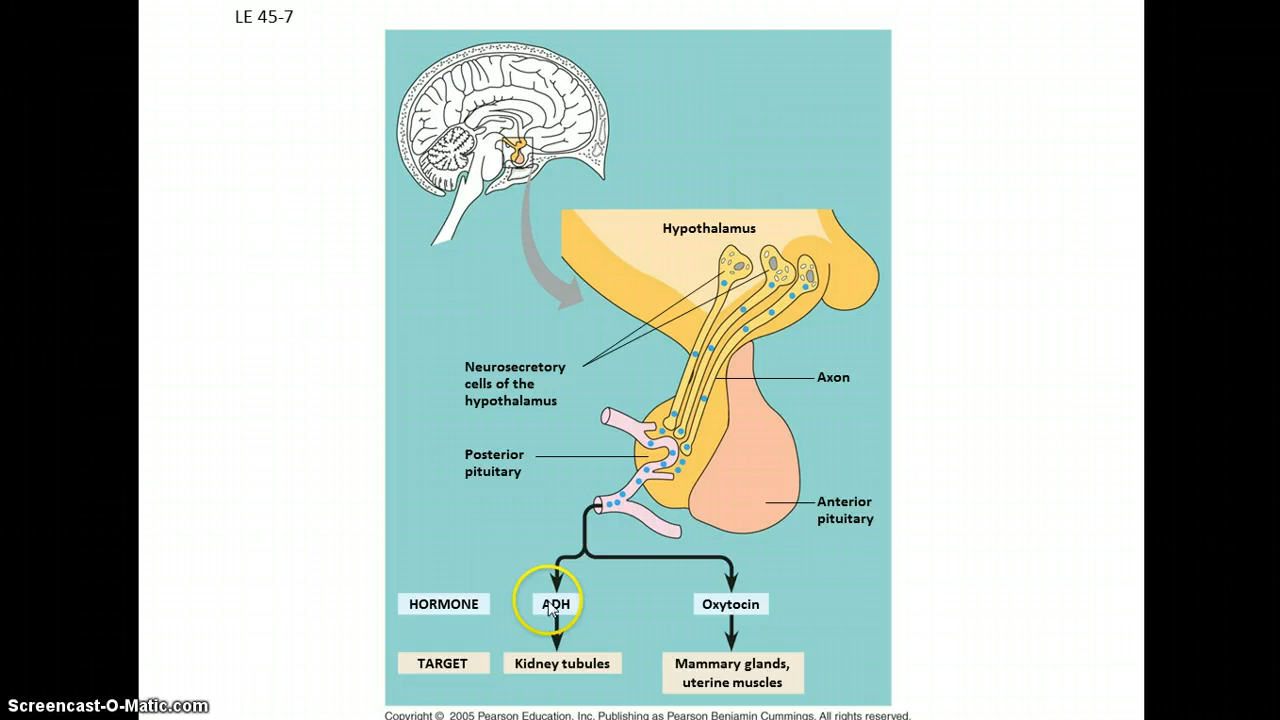 LE 45-7
Hypothalamus
Neurosecretory
cells of the
hypothalamus
Axon
Posterior
pituitary
Anterior
pituitary
HORMONE
ADH
Oxytocin
TARGET
Kidney tubules
Mammary glands,
uterine muscles
Screencast-O-Matic.com
Copyright © 2005 Pearson Education, Inc. Publishing as Pearson Benjamin Cummings. All rights reserved.